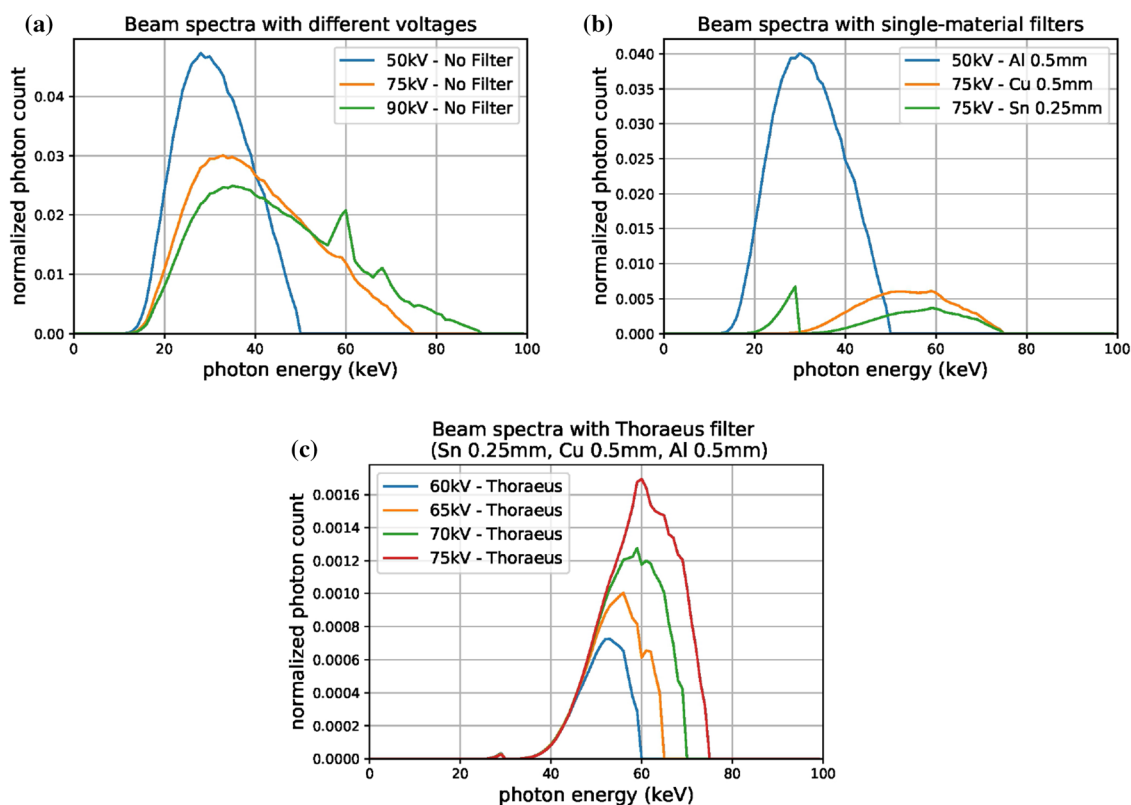 (a)
Beam spectra with different voltages
normalized photon count
0.04
0.03
0.02
0.01
0.00
50kV - No Filter
75kV - No Filter
90kV - No Filter
0
20
40
60
80
100
photon energy (keV)
(b)
Beam spectra with single-material filters
normalized photon count
0.040
0.035
0.030
0.025
0.020
0.015
0.010
0.005
0.000
50kV - Al 0.5mm
75kV - Cu 0.5mm
75kV - Sn 0.25mm
0
20
40
60
80
100
photon energy (keV)
(c)
Beam spectra with Thoraeus filter
(Sn 0.25mm, Cu 0.5mm, Al 0.5mm)
normalized photon count
0.0016
0.0014
0.0012
0.0010
0.0008
0.0006
0.0004
0.0002
0.0000
60kV - Thoraeus
65kV - Thoraeus
70kV - Thoraeus
75kV - Thoraeus
0
20
40
60
80
100
photon energy (keV)